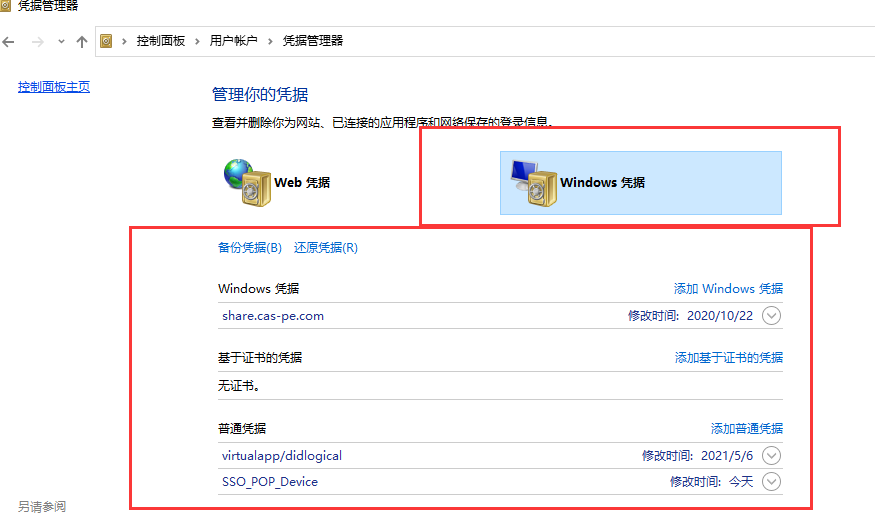 凭据管理器
控制面板 用户帐户 凭据管理器
控制面板主页
管理你的凭据
查看并删除你为网站、已连接的应用程序和网络保存的登录信息。
Web 凭据
Windows 凭据
备份凭据(B) 还原凭据(R)
Windows 凭据 添加 Windows 凭据
share.cas-pe.com 修改时间: 2020/10/22
基于证书的凭据 添加基于证书的凭据
无证书。
普通凭据 添加普通凭据
virtualapp/didlogical 修改时间: 2021/5/6
SSO_POP_Device 修改时间: 今天
另请参阅